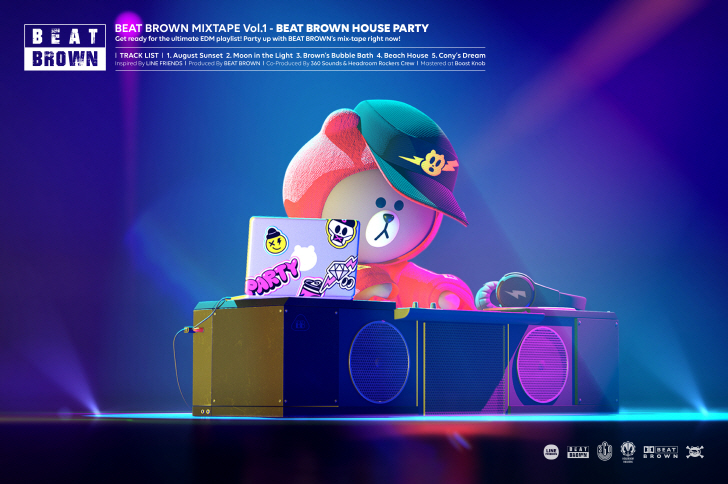 BEAT
BROWN
BEAT BROWN MIXTAPE Vol.1 - BEAT BROWN HOUSE PARTY
Get ready for the ultimate EDM playlist! Party up with BEAT BROWN's mix-tape right now!
I TRACK LIST I 1. August Sunset 2. Moon in the Light 3. Brown's Bubble Bath 4. Beach House 5. Cony's Dream
Inspired By LINE FRIENDS I Produced By BEAT BROWN I Co-Produced By 360 Sounds & Headroom Rockers Crew I Mastered at Boost Knob
PARTY
LINE
FRIENDS
BEAT
BROWN
360
BEAT
BROWN